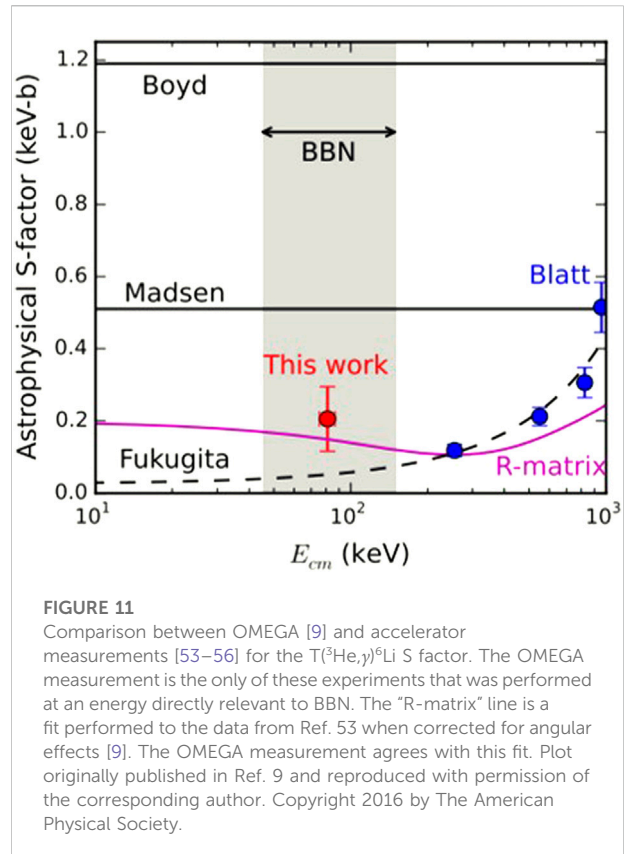 Astrophysical S-factor (keV-b)
1.2
1.0
0.8
0.6
0.4
0.2
0.0
Boyd
BBN
Blatt
Madsen
This work
Fukugita
R-matrix
10¹
10²
10³
E_cm (keV)
FIGURE 11
Comparison between OMEGA [9] and accelerator
measurements [53–56] for the T(³He,γ)⁶Li S factor. The OMEGA
measurement is the only of these experiments that was performed
at an energy directly relevant to BBN. The “R-matrix” line is a
fit performed to the data from Ref. 53 when corrected for angular
effects [9]. The OMEGA measurement agrees with this fit. Plot
originally published in Ref. 9 and reproduced with permission of
the corresponding author. Copyright 2016 by The American
Physical Society.